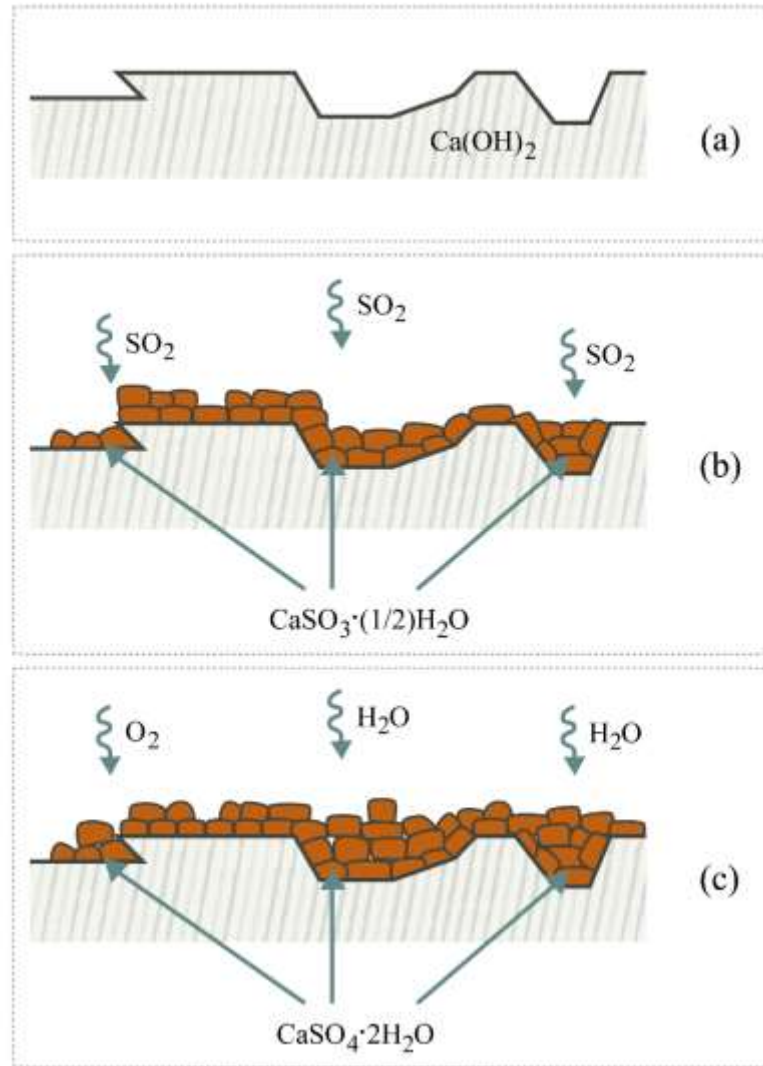 Ca(OH)2
(a)
SO2
SO2
SO2
(b)
CaSO3·(1/2)H2O
O2
H2O
H2O
(c)
CaSO4·2H2O